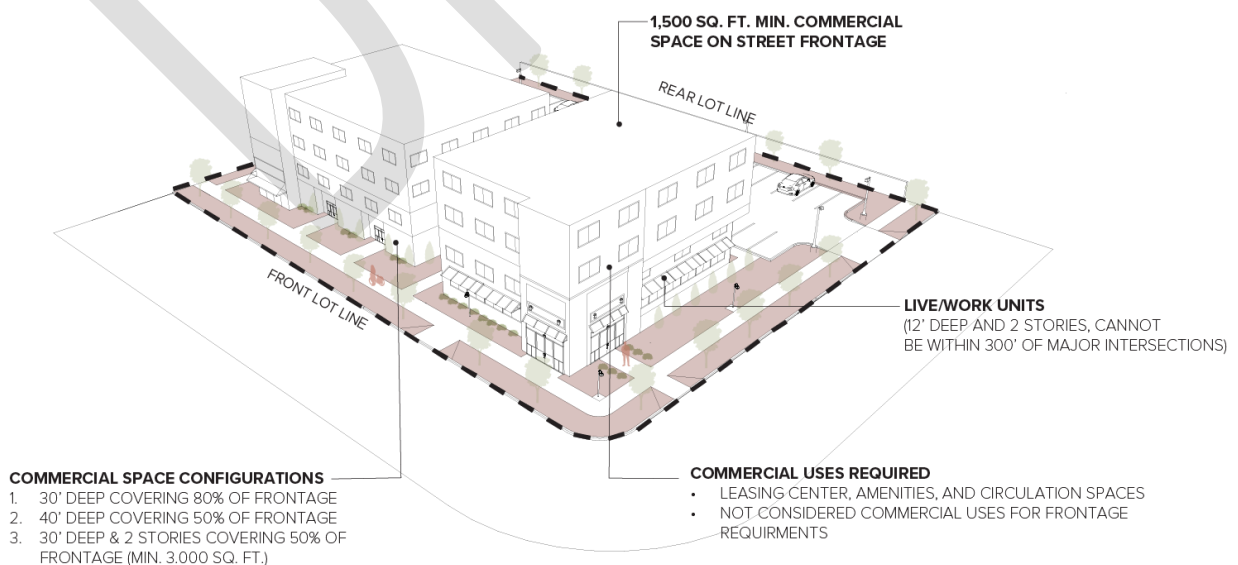 1,500 SQ. FT. MIN. COMMERCIAL
SPACE ON STREET FRONTAGE
REAR LOT LINE
FRONT LOT LINE
LIVE/WORK UNITS
(12' DEEP AND 2 STORIES, CANNOT
BE WITHIN 300' OF MAJOR INTERSECTIONS)
COMMERCIAL SPACE CONFIGURATIONS
1. 30' DEEP COVERING 80% OF FRONTAGE
2. 40' DEEP COVERING 50% OF FRONTAGE
3. 30' DEEP & 2 STORIES COVERING 50% OF
FRONTAGE (MIN. 3.000 SQ. FT.)
COMMERCIAL USES REQUIRED
• LEASING CENTER, AMENITIES, AND CIRCULATION SPACES
• NOT CONSIDERED COMMERCIAL USES FOR FRONTAGE
REQUIRMENTS